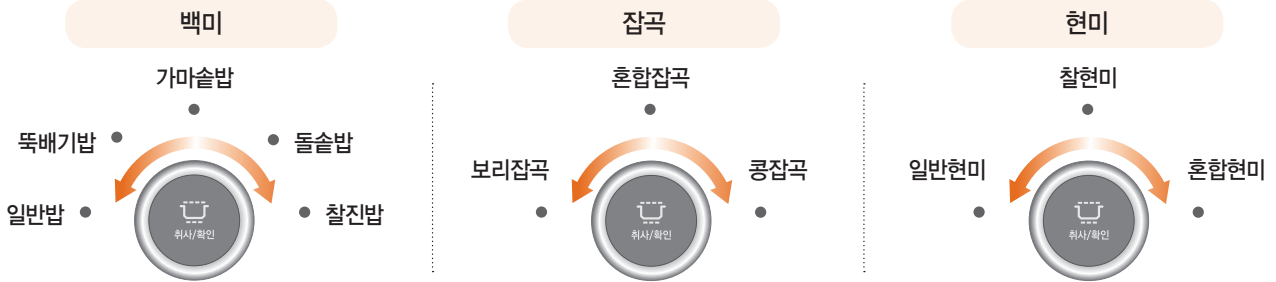 백미
가마솥밥
뚝배기밥
돌솥밥
일반밥
찰진밥
취사/확인
잡곡
혼합잡곡
보리잡곡
콩잡곡
취사/확인
현미
찰현미
일반현미
혼합현미
취사/확인